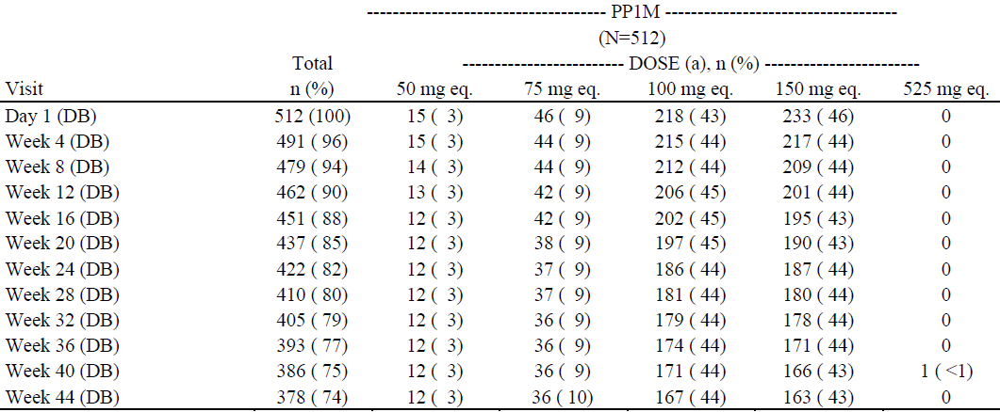 ------------------------------------ PP1M -----------------------------------
(N=512)
Total ------------------------ DOSE (a), n (%) -----------------------
Visit n (%) 50 mg eq. 75 mg eq. 100 mg eq. 150 mg eq. 525 mg eq.
Day 1 (DB) 512 (100) 15 ( 3) 46 ( 9) 218 ( 43) 233 ( 46) 0
Week 4 (DB) 491 ( 96) 15 ( 3) 44 ( 9) 215 ( 44) 217 ( 44) 0
Week 8 (DB) 479 ( 94) 14 ( 3) 44 ( 9) 212 ( 44) 209 ( 44) 0
Week 12 (DB) 462 ( 90) 13 ( 3) 42 ( 9) 206 ( 45) 201 ( 44) 0
Week 16 (DB) 451 ( 88) 12 ( 3) 42 ( 9) 202 ( 45) 195 ( 43) 0
Week 20 (DB) 437 ( 85) 12 ( 3) 38 ( 9) 197 ( 45) 190 ( 43) 0
Week 24 (DB) 422 ( 82) 12 ( 3) 37 ( 9) 186 ( 44) 187 ( 44) 0
Week 28 (DB) 410 ( 80) 12 ( 3) 37 ( 9) 181 ( 44) 180 ( 44) 0
Week 32 (DB) 405 ( 79) 12 ( 3) 36 ( 9) 179 ( 44) 178 ( 44) 0
Week 36 (DB) 393 ( 77) 12 ( 3) 36 ( 9) 174 ( 44) 171 ( 44) 0
Week 40 (DB) 386 ( 75) 12 ( 3) 36 ( 9) 171 ( 44) 166 ( 43) 1 ( <1)
Week 44 (DB) 378 ( 74) 12 ( 3) 36 ( 10) 167 ( 44) 163 ( 43) 0